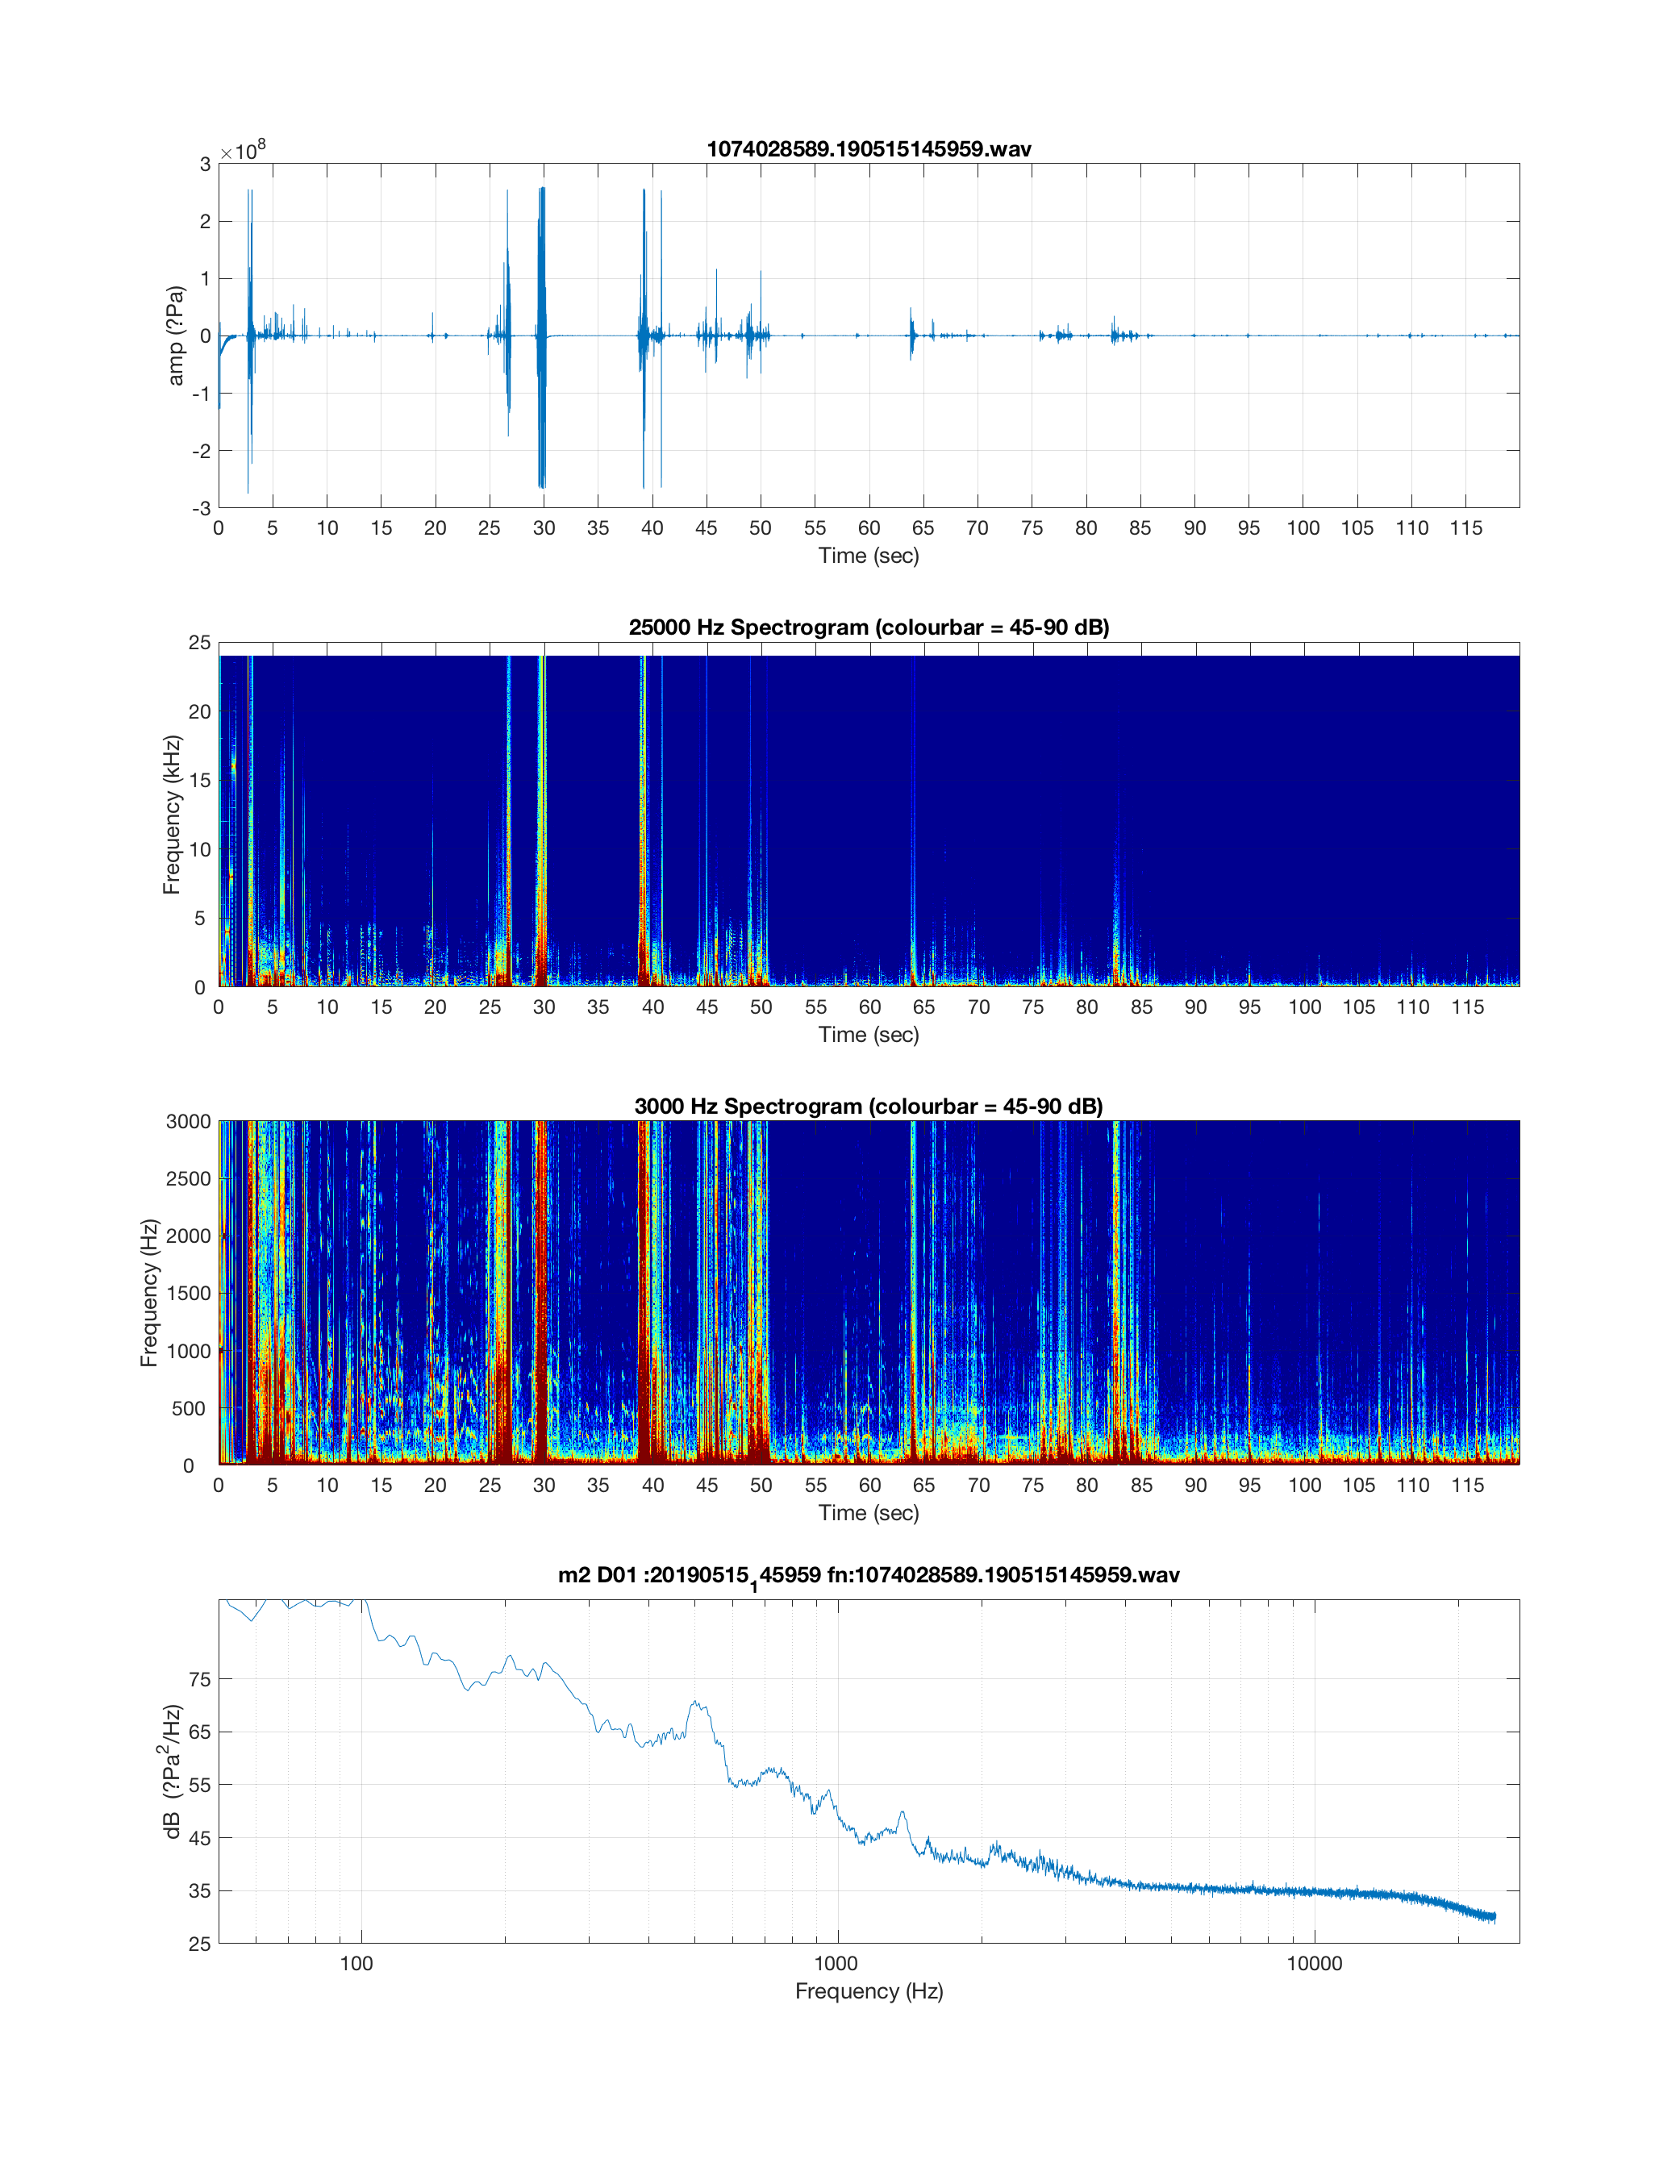 1074028589.190515145959.wav
×10^8
3
2
1
0
-1
-2
-3
amp (?Pa)
0 5 10 15 20 25 30 35 40 45 50 55 60 65 70 75 80 85 90 95 100 105 110 115
Time (sec)
25000 Hz Spectrogram (colourbar = 45-90 dB)
25
20
15
10
5
0
Frequency (kHz)
0 5 10 15 20 25 30 35 40 45 50 55 60 65 70 75 80 85 90 95 100 105 110 115
Time (sec)
3000 Hz Spectrogram (colourbar = 45-90 dB)
3000
2500
2000
1500
1000
500
0
Frequency (Hz)
0 5 10 15 20 25 30 35 40 45 50 55 60 65 70 75 80 85 90 95 100 105 110 115
Time (sec)
m2 D01 :20190515_145959 fn:1074028589.190515145959.wav
75
65
55
45
35
25
dB (?Pa^2/Hz)
100 1000 10000
Frequency (Hz)